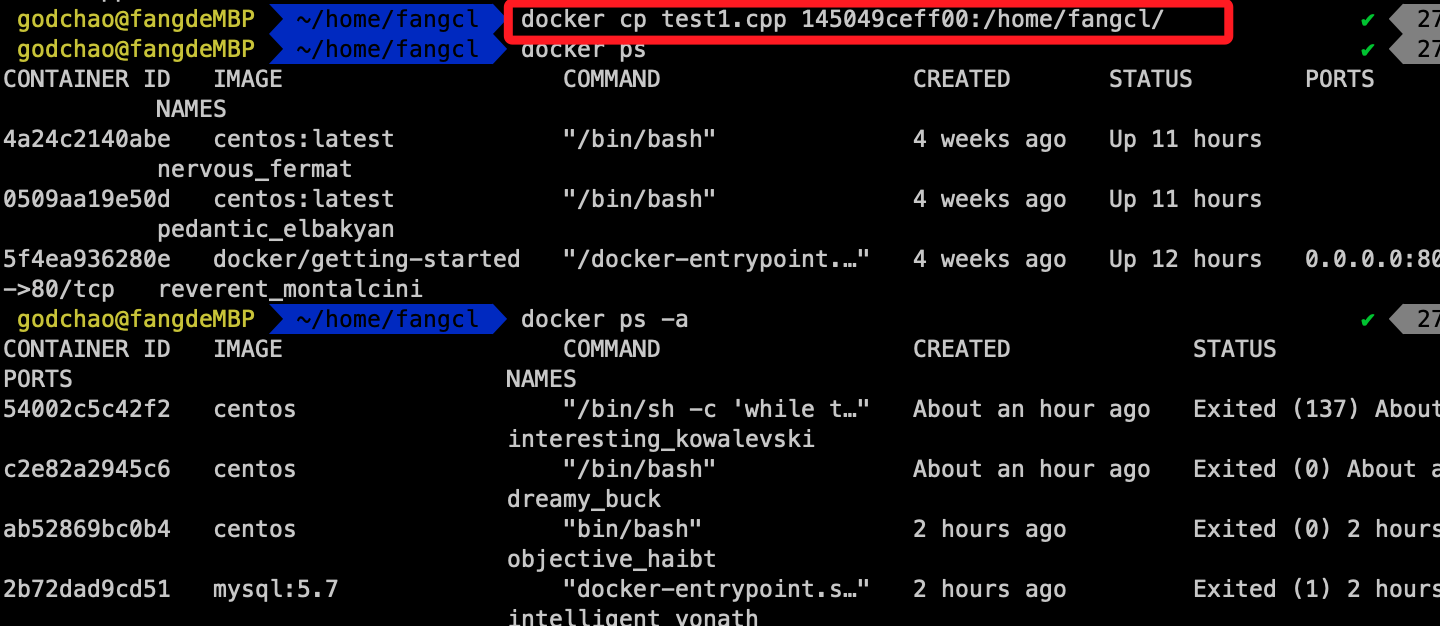 godchao@fangdeMBP ~/home/fangcl docker cp test1.cpp 145049ceff00:/home/fangcl/ ✔ 27
godchao@fangdeMBP ~/home/fangcl docker ps ✔ 27
CONTAINER ID IMAGE COMMAND CREATED STATUS PORTS
NAMES
4a24c2140abe centos:latest "/bin/bash" 4 weeks ago Up 11 hours
nervous_fermat
0509aa19e50d centos:latest "/bin/bash" 4 weeks ago Up 11 hours
pedantic_elbakyan
5f4ea936280e docker/getting-started "/docker-entrypoint.…" 4 weeks ago Up 12 hours 0.0.0.0:80
->80/tcp reverent_montalcini
godchao@fangdeMBP ~/home/fangcl docker ps -a ✔ 27
CONTAINER ID IMAGE COMMAND CREATED STATUS
PORTS NAMES
54002c5c42f2 centos "/bin/sh -c 'while t…" About an hour ago Exited (137) About
interesting_kowalevski
c2e82a2945c6 centos "/bin/bash" About an hour ago Exited (0) About a
dreamy_buck
ab52869bc0b4 centos "bin/bash" 2 hours ago Exited (0) 2 hours
objective_haibt
2b72dad9cd51 mysql:5.7 "docker-entrypoint.s…" 2 hours ago Exited (1) 2 hours
intelligent_yonath